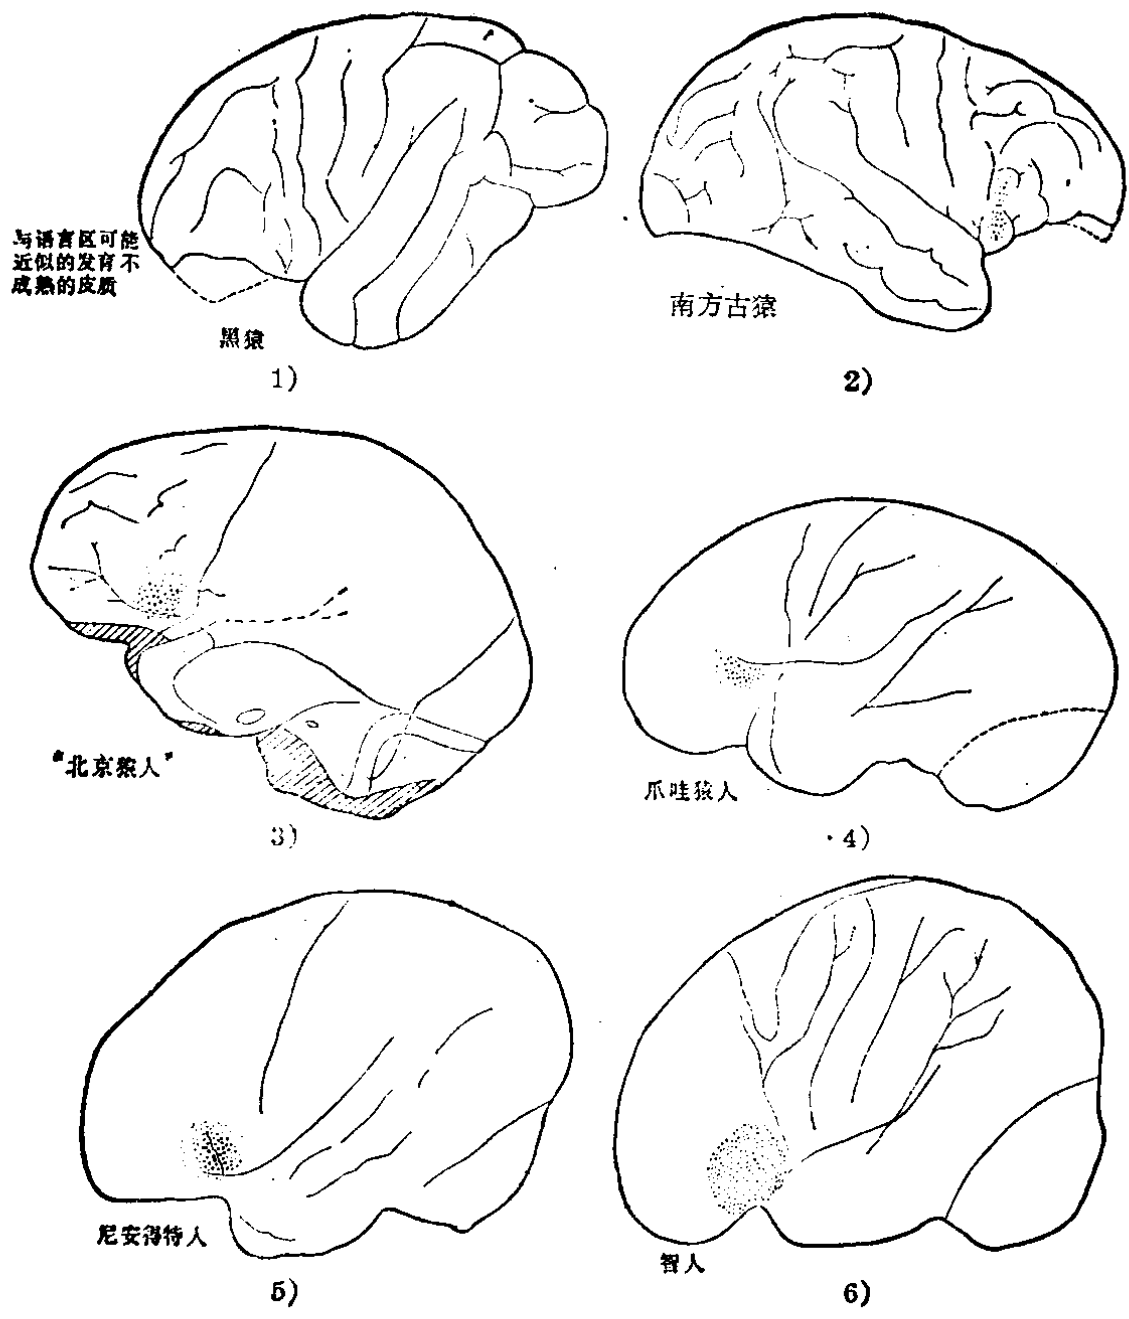 与语言区可能
近似的发育不
成熟的皮质
黑猿
1)
南方古猿
2)
“北京猿人”
3)
爪哇猿人
4)
尼安得特人
5)
智人
6)